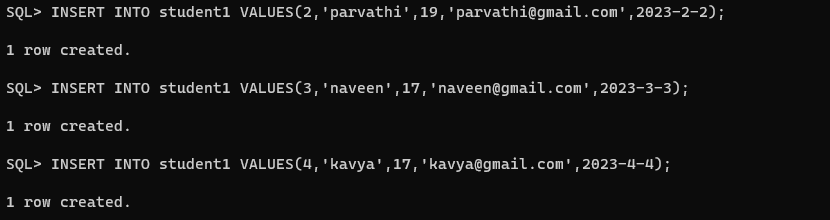 SQL> INSERT INTO student1 VALUES(2,'parvathi',19,'parvathi@gmail.com',2023-2-2);
1 row created.
SQL> INSERT INTO student1 VALUES(3,'naveen',17,'naveen@gmail.com',2023-3-3);
1 row created.
SQL> INSERT INTO student1 VALUES(4,'kavya',17,'kavya@gmail.com',2023-4-4);
1 row created.